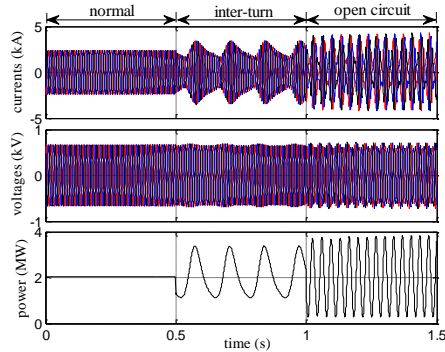 normal inter-turn open circuit
5
0
-5
currents (kA)
1
0
-1
voltages (kV)
4
2
0
power (MW)
0 0.5 1 1.5
time (s)